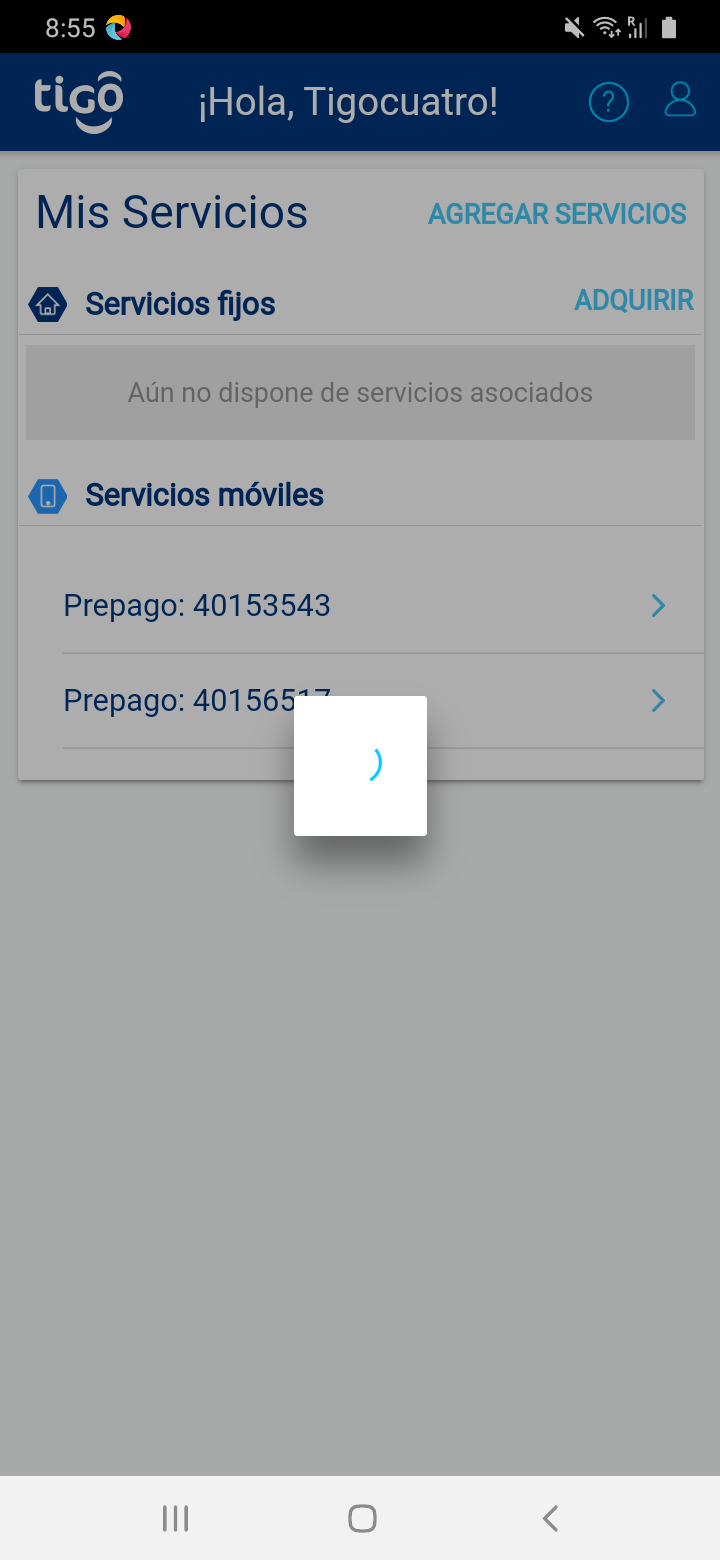 8:55
tigo
¡Hola, Tigocuatro!
?
Mis Servicios
AGREGAR SERVICIOS
Servicios fijos
ADQUIRIR
Aún no dispone de servicios asociados
Servicios móviles
Prepago: 40153543
Prepago: 40156517